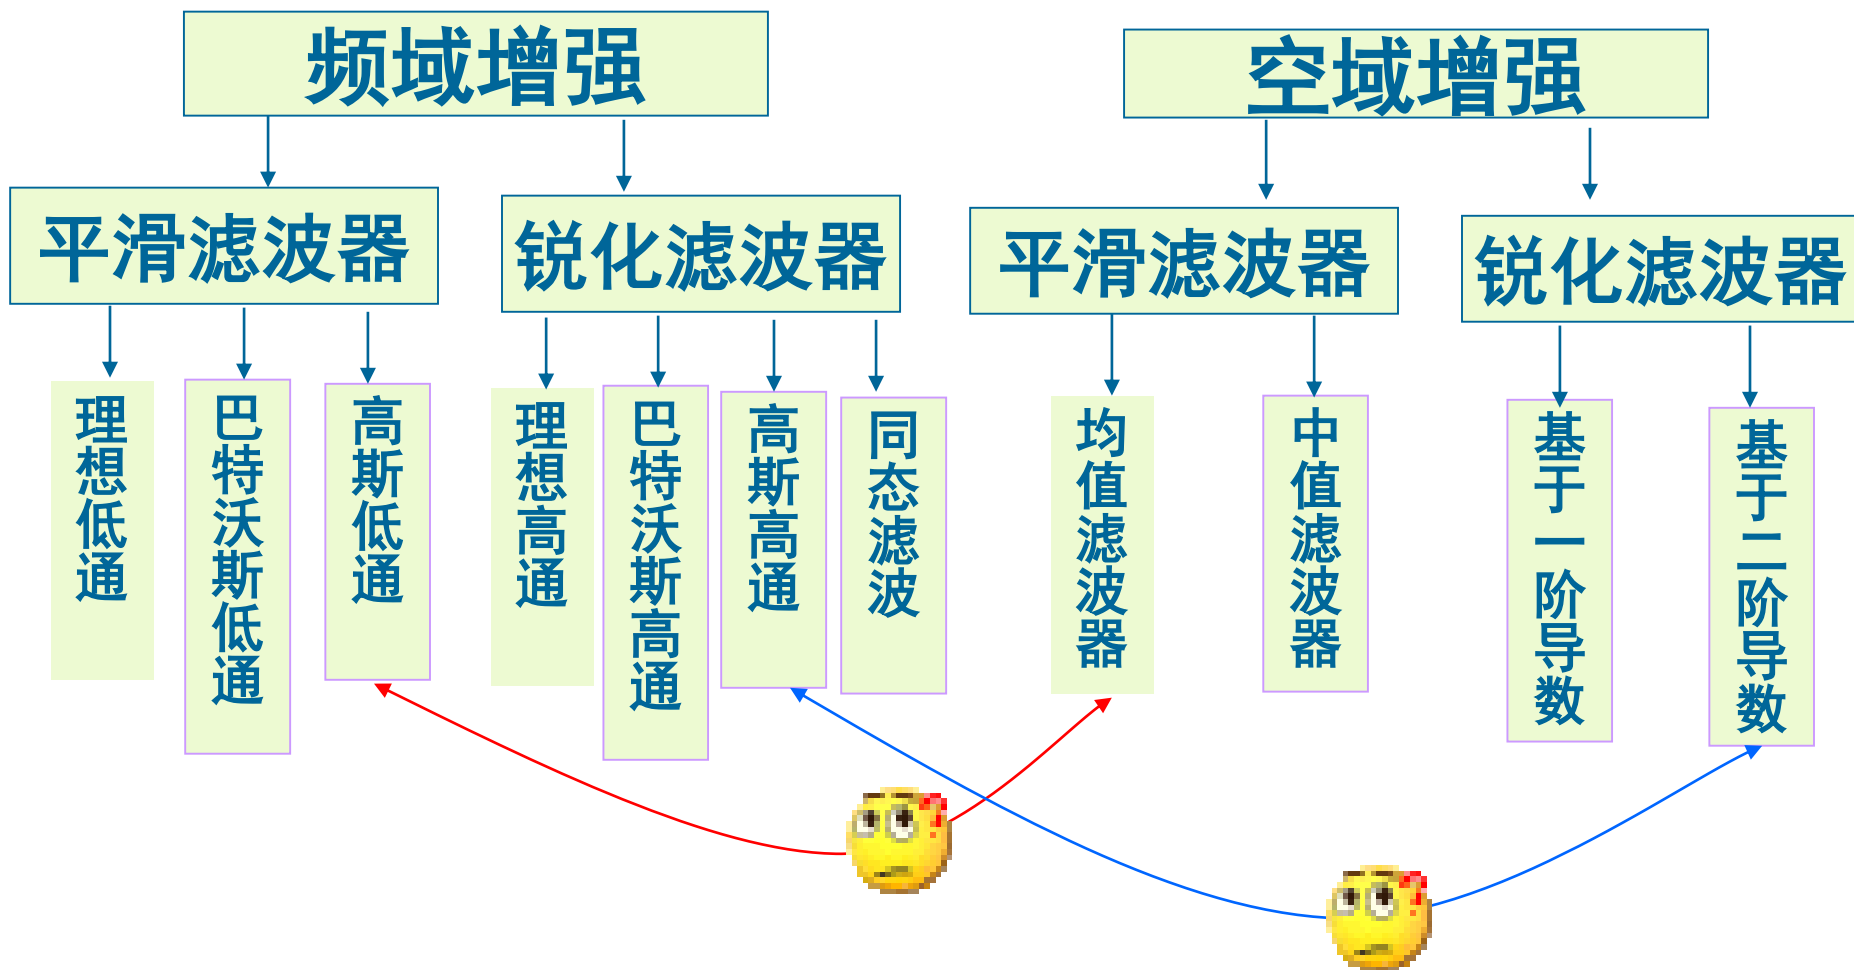 频域增强
空域增强
平滑滤波器
锐化滤波器
平滑滤波器
锐化滤波器
理想低通
巴特沃斯低通
高斯低通
理想高通
巴特沃斯高通
高斯高通
同态滤波
均值滤波器
中值滤波器
基于一阶导数
基于二阶导数